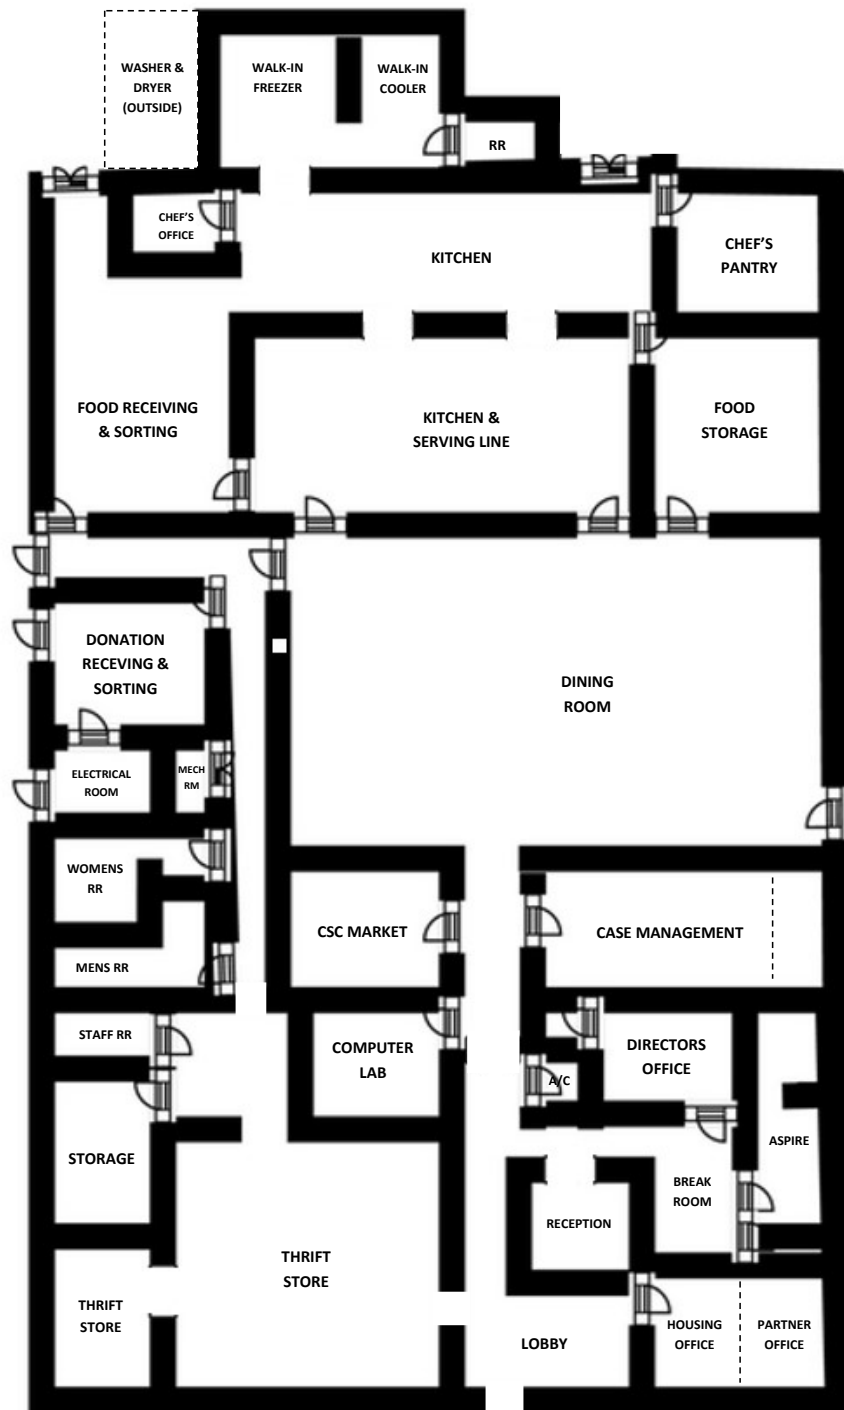 WASHER &
DRYER
(OUTSIDE)
WALK-IN
FREEZER
WALK-IN
COOLER
RR
CHEF'S
OFFICE
KITCHEN
CHEF'S
PANTRY
FOOD RECEIVING
& SORTING
KITCHEN &
SERVING LINE
FOOD
STORAGE
DONATION
RECEVING &
SORTING
DINING
ROOM
ELECTRICAL
ROOM
MECH
RM
WOMENS
RR
CSC MARKET
CASE MANAGEMENT
MENS RR
STAFF RR
COMPUTER
LAB
DIRECTORS
OFFICE
A/C
ASPIRE
STORAGE
BREAK
ROOM
RECEPTION
THRIFT
STORE
THRIFT
STORE
LOBBY
HOUSING
OFFICE
PARTNER
OFFICE